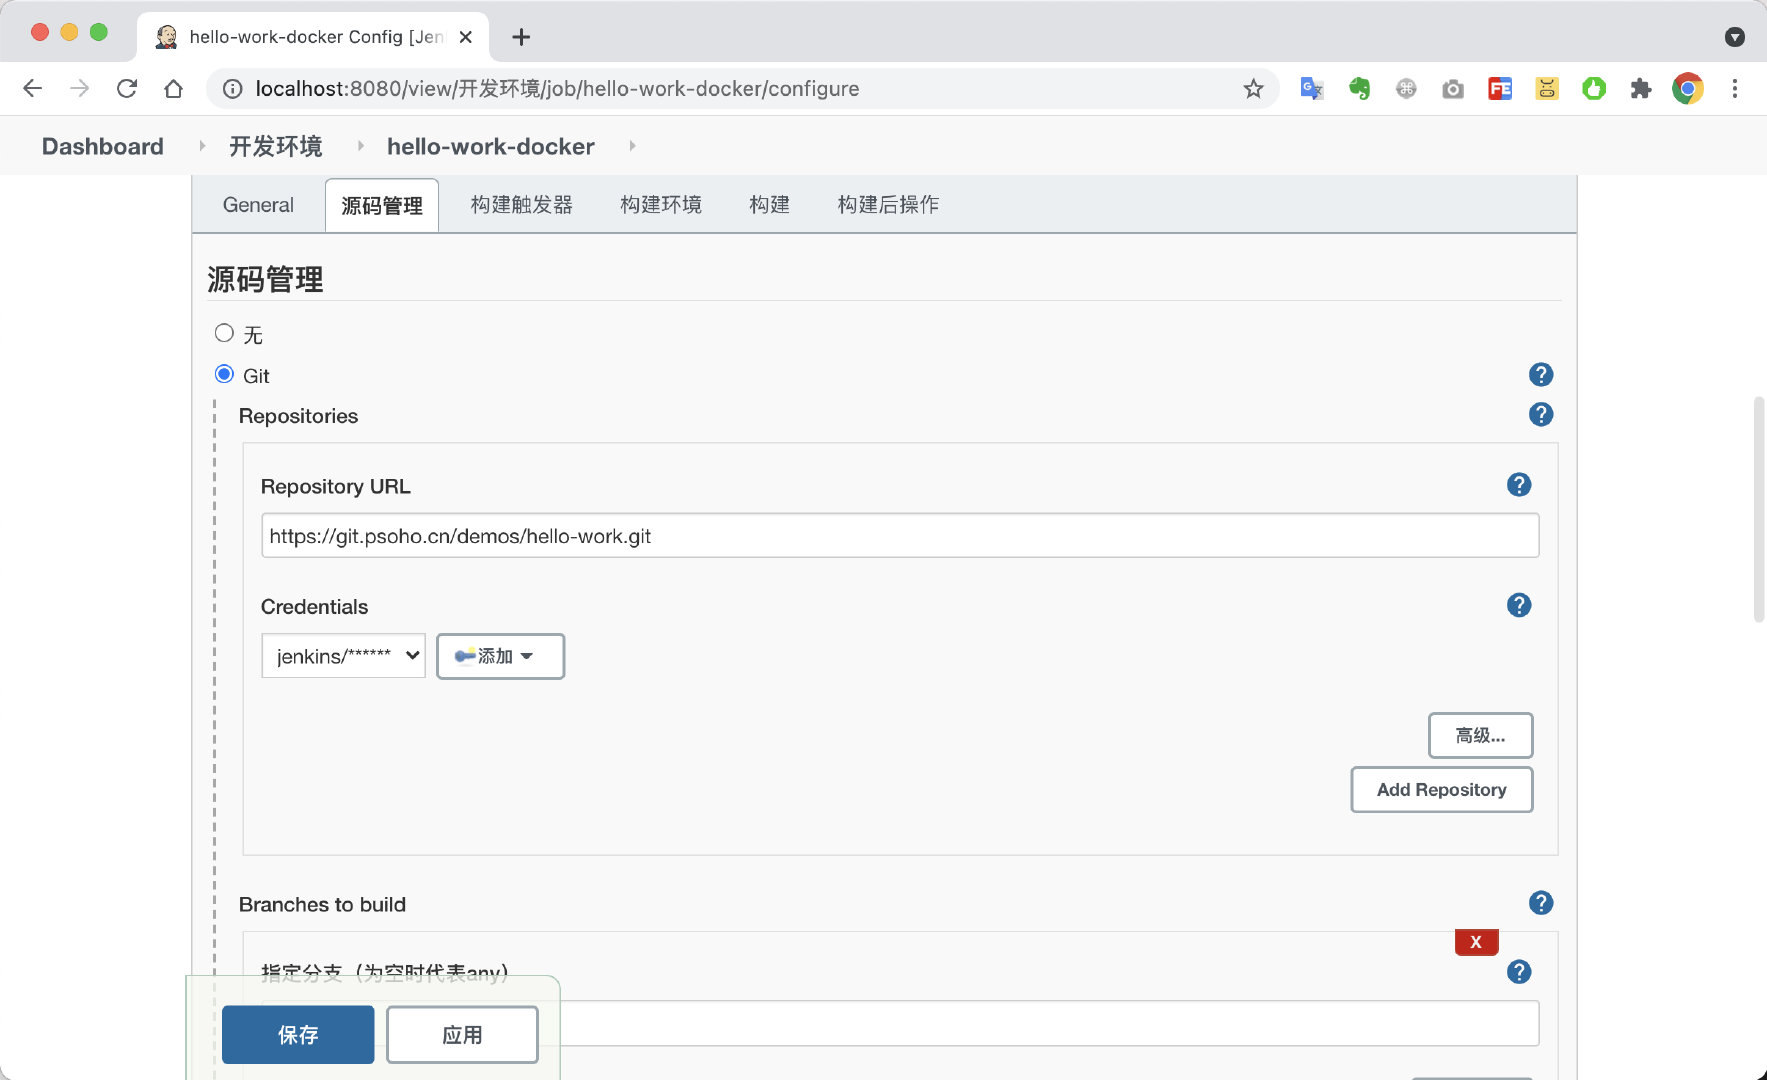 hello-work-docker Config [Jen
localhost:8080/view/开发环境/job/hello-work-docker/configure
Dashboard 开发环境 hello-work-docker
General 源码管理 构建触发器 构建环境 构建 构建后操作
源码管理
无
Git
Repositories
Repository URL
https://git.psoho.cn/demos/hello-work.git
Credentials
jenkins/****** 添加
高级...
Add Repository
Branches to build
X
指定分支（为空时代表any）
保存 应用